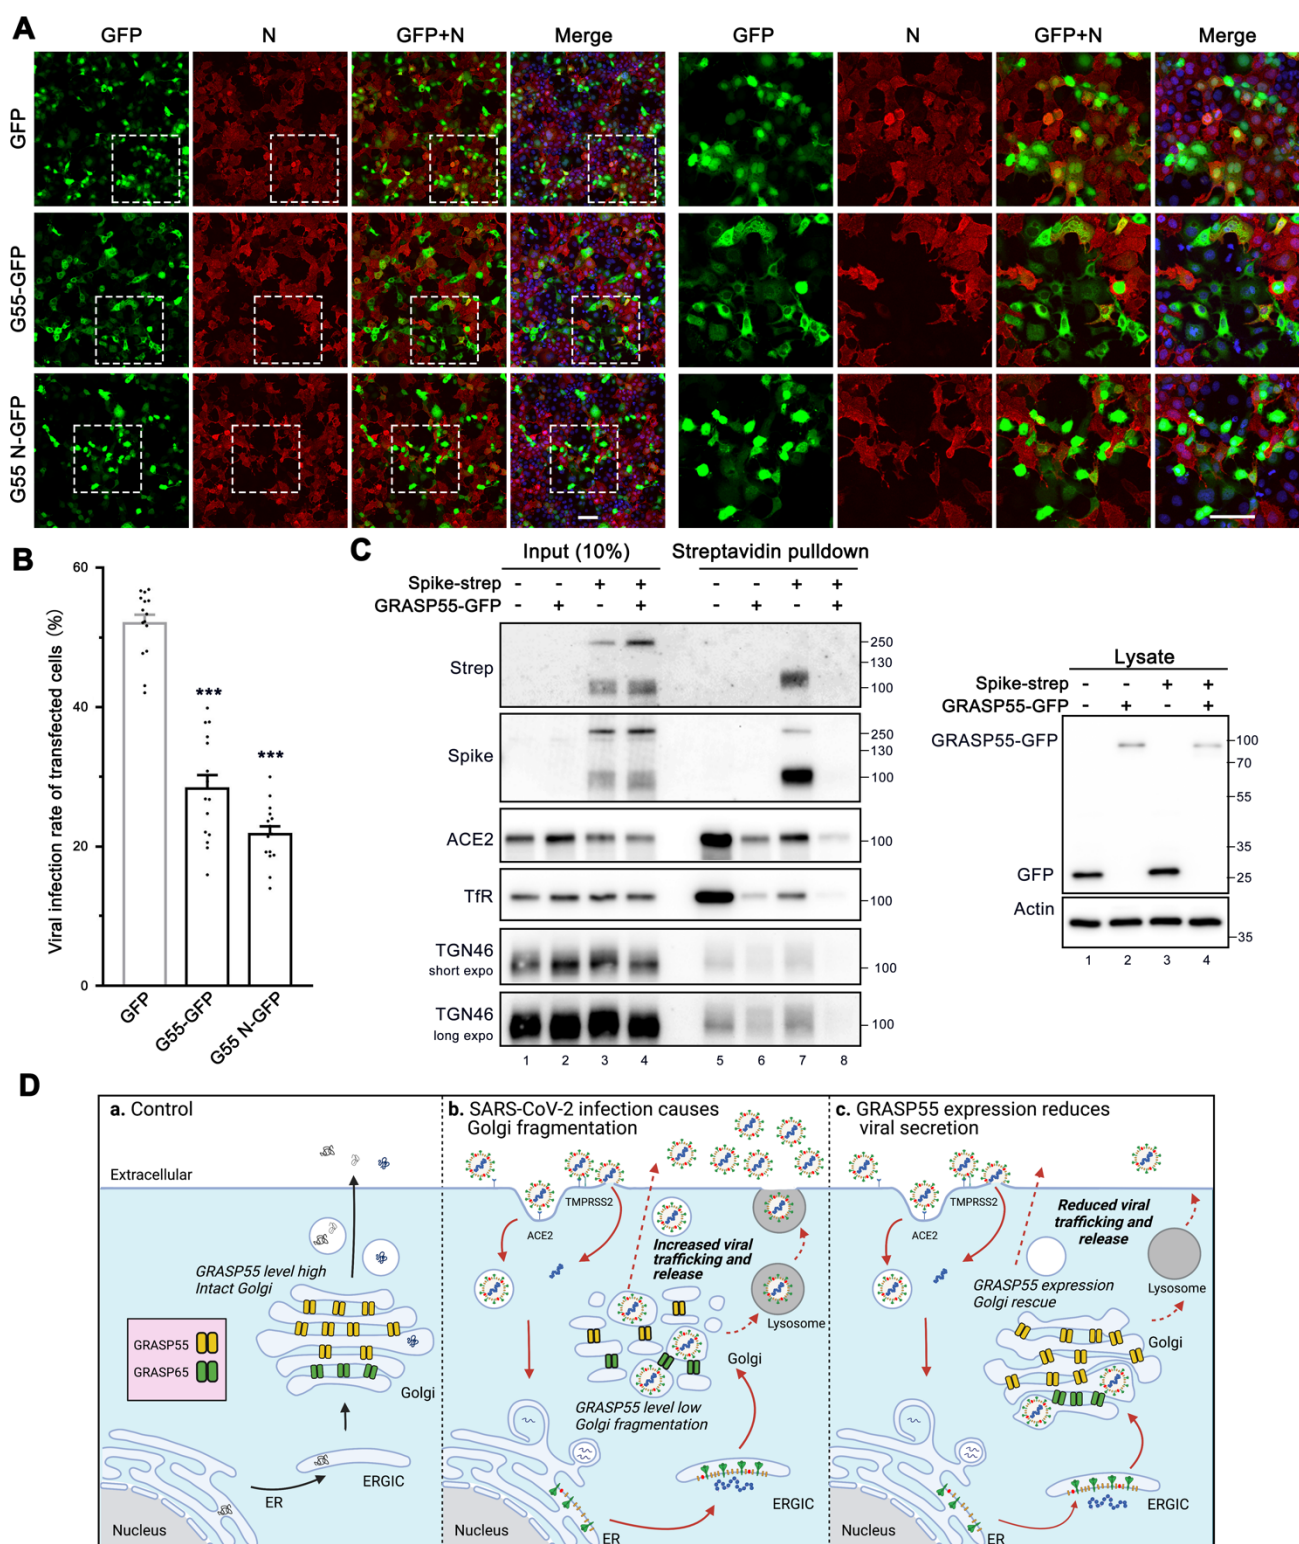 A
GFP N GFP+N Merge GFP N GFP+N Merge
GFP
G55-GFP
G55 N-GFP
B
Viral infection rate of transfected cells (%)
60
40
20
0
***
***
GFP
G55-GFP
G55 N-GFP
C
Input (10%) Streptavidin pulldown
Spike-strep - - + + - - + +
GRASP55-GFP - + - + - + - +
Strep
250
130
100
Spike
250
130
100
ACE2
100
TfR
100
TGN46
short expo
100
TGN46
long expo
100
1 2 3 4 5 6 7 8
Lysate
Spike-strep - - + +
GRASP55-GFP - + - +
GRASP55-GFP
100
70
55
35
GFP
25
Actin
35
1 2 3 4
D
a. Control
Extracellular
GRASP55 level high
Intact Golgi
GRASP55
GRASP65
Golgi
ERGIC
ER
Nucleus
b. SARS-CoV-2 infection causes
Golgi fragmentation
TMPRSS2
ACE2
Increased viral
trafficking and
release
Lysosome
Golgi
GRASP55 level low
Golgi fragmentation
ERGIC
ER
Nucleus
c. GRASP55 expression reduces
viral secretion
TMPRSS2
ACE2
Reduced viral
trafficking and
release
GRASP55 expression
Golgi rescue
Lysosome
Golgi
ERGIC
ER
Nucleus